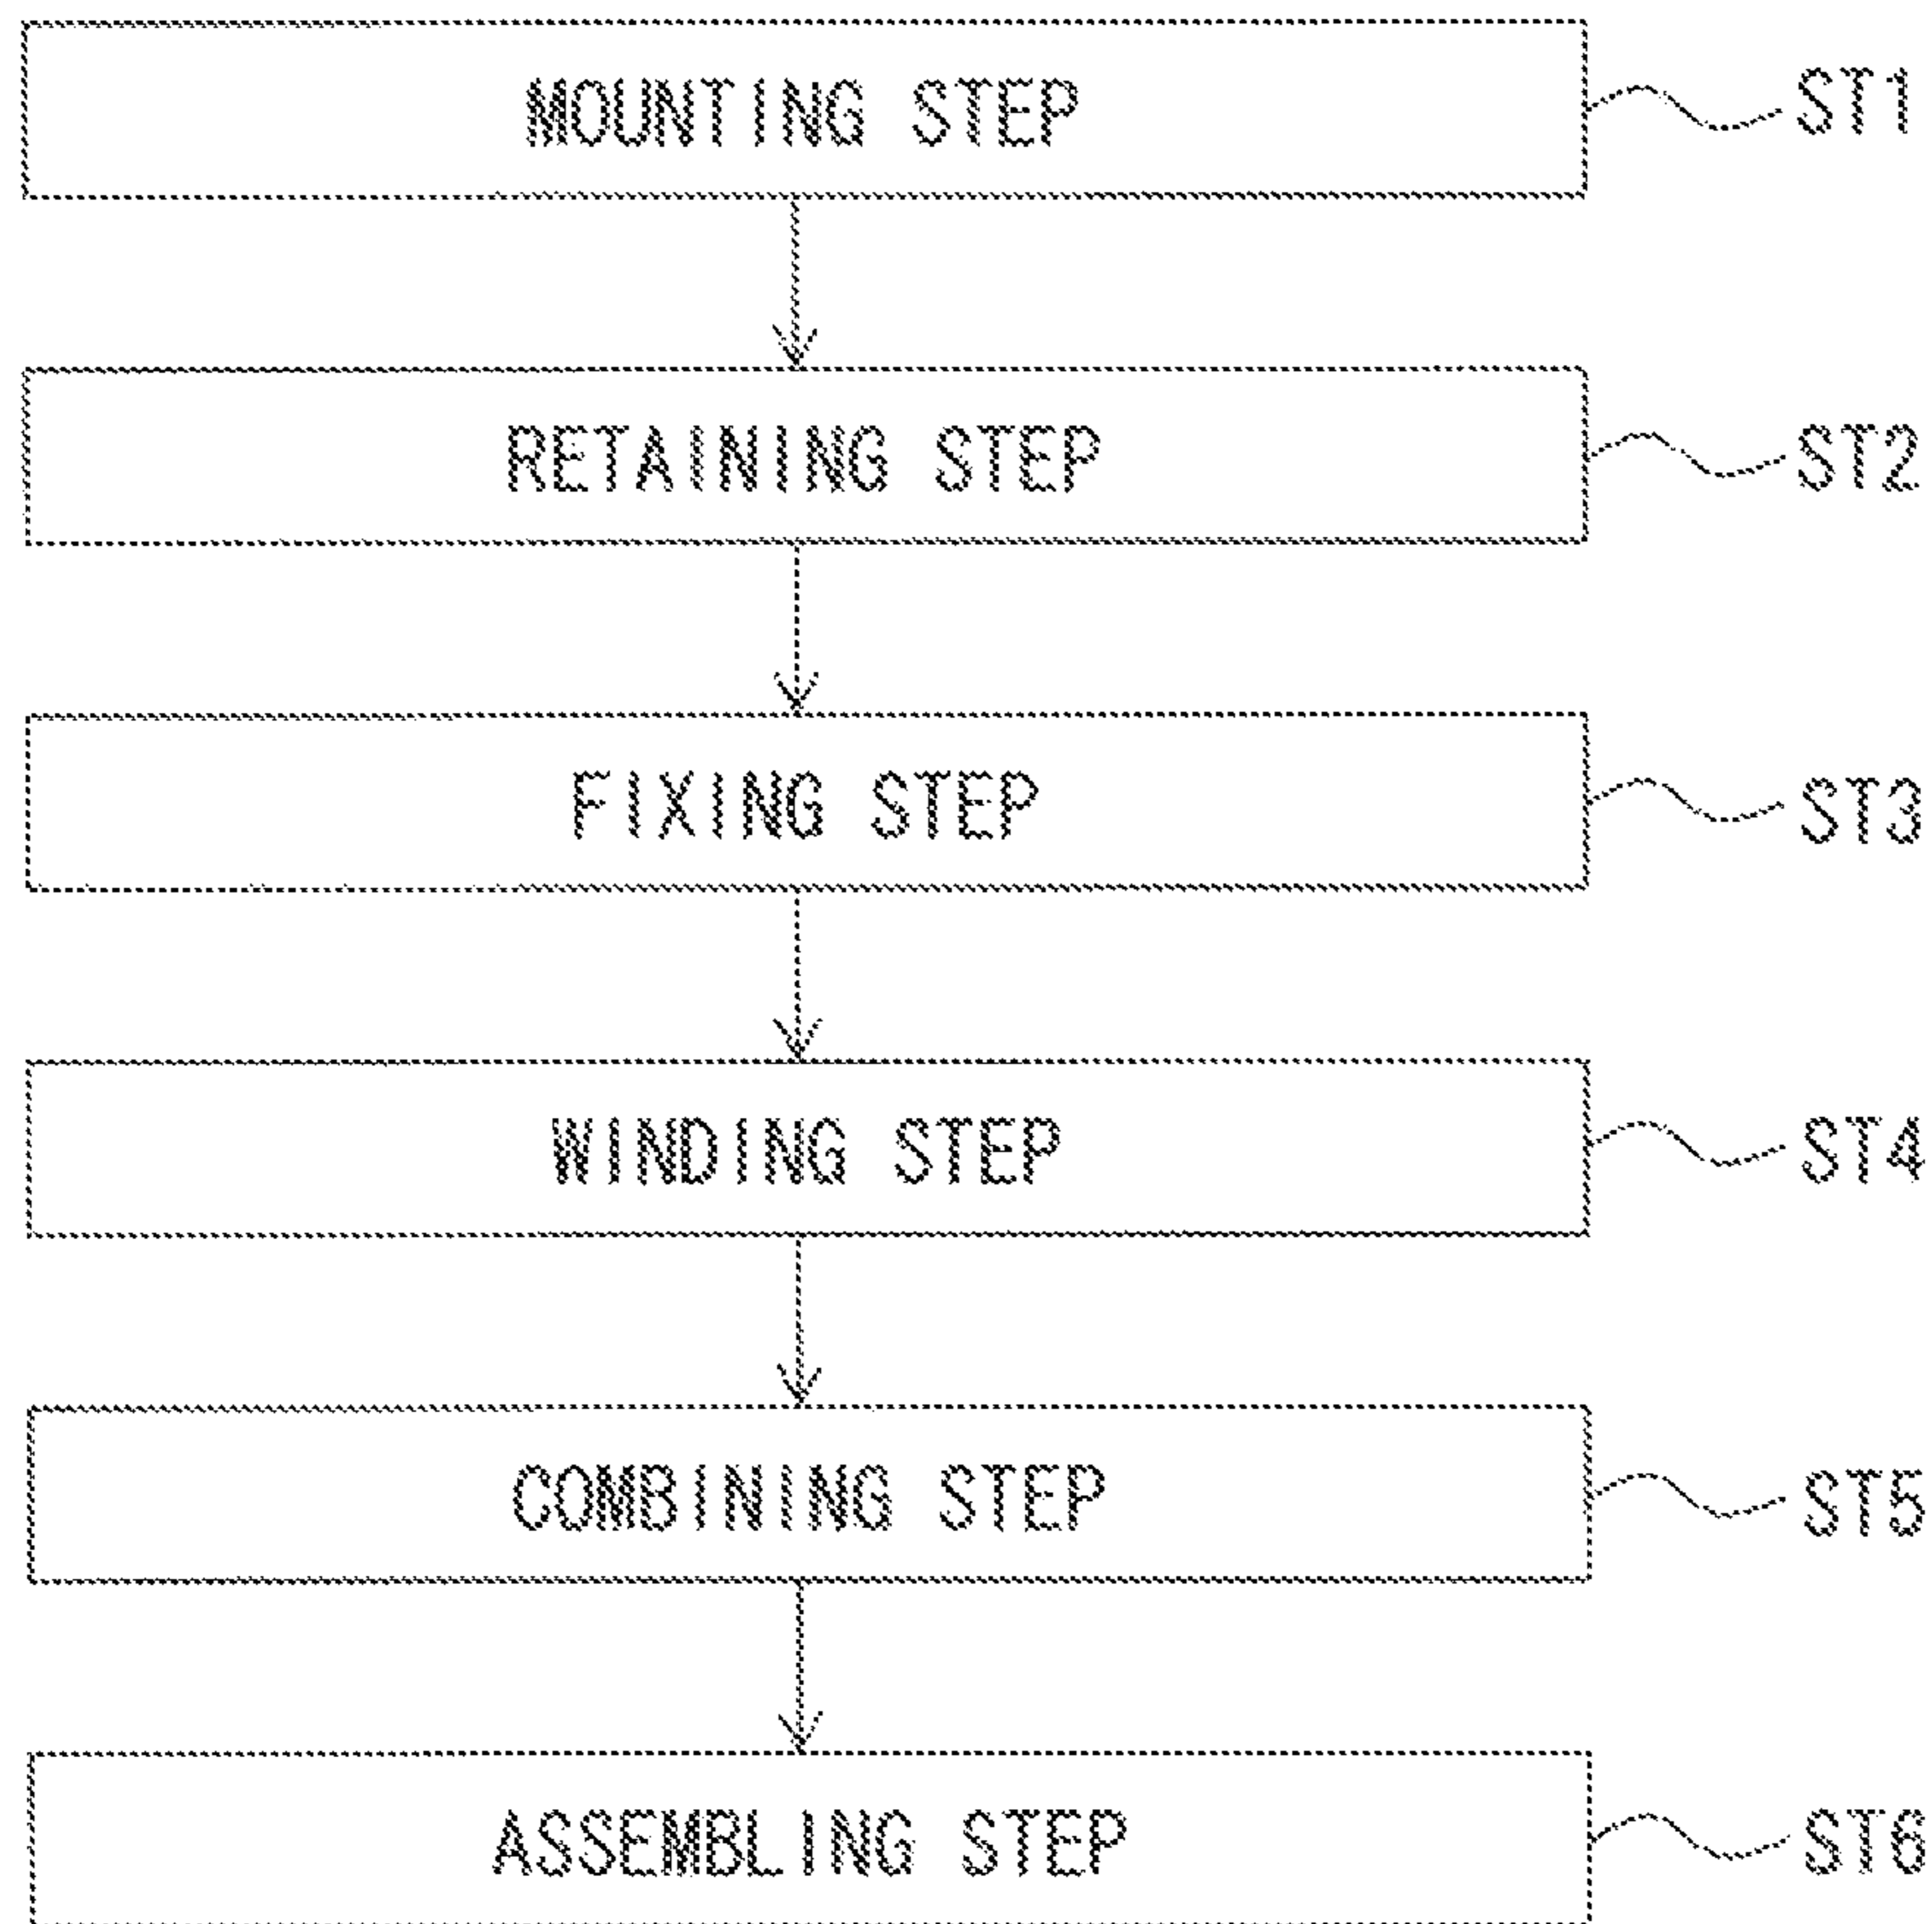 MOUNTING STEP ST1
RETAINING STEP ST2
FIXING STEP ST3
WINDING STEP ST4
COMBINING STEP ST5
ASSEMBLING STEP ST6